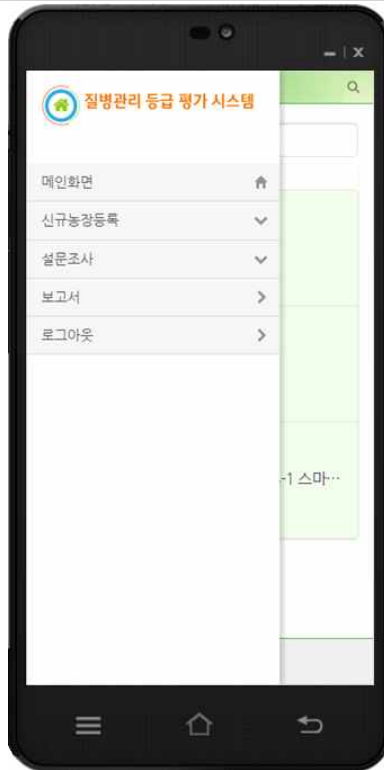 질병관리 등급 평가 시스템
메인화면
신규농장등록
설문조사
보고서
로그아웃
-1 스마…